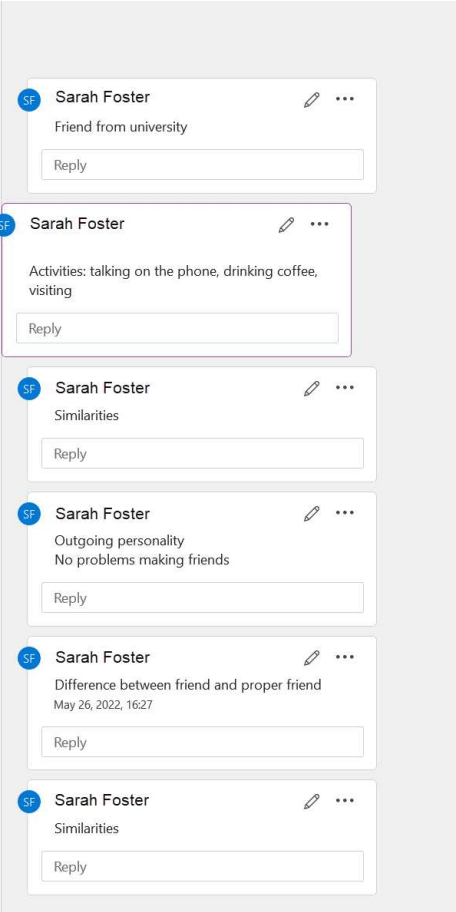 SF Sarah Foster
Friend from university
Reply
SF Sarah Foster
Activities: talking on the phone, drinking coffee,
visiting
Reply
SF Sarah Foster
Similarities
Reply
SF Sarah Foster
Outgoing personality
No problems making friends
Reply
SF Sarah Foster
Difference between friend and proper friend
May 26, 2022, 16:27
Reply
SF Sarah Foster
Similarities
Reply